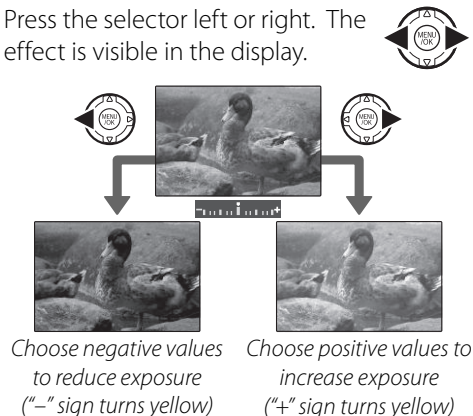 Press the selector left or right. The
effect is visible in the display.
MENU
/OK
MENU
/OK
MENU
/OK
– +
Choose negative values
to reduce exposure
(“–” sign turns yellow)
Choose positive values to
increase exposure
(“+” sign turns yellow)